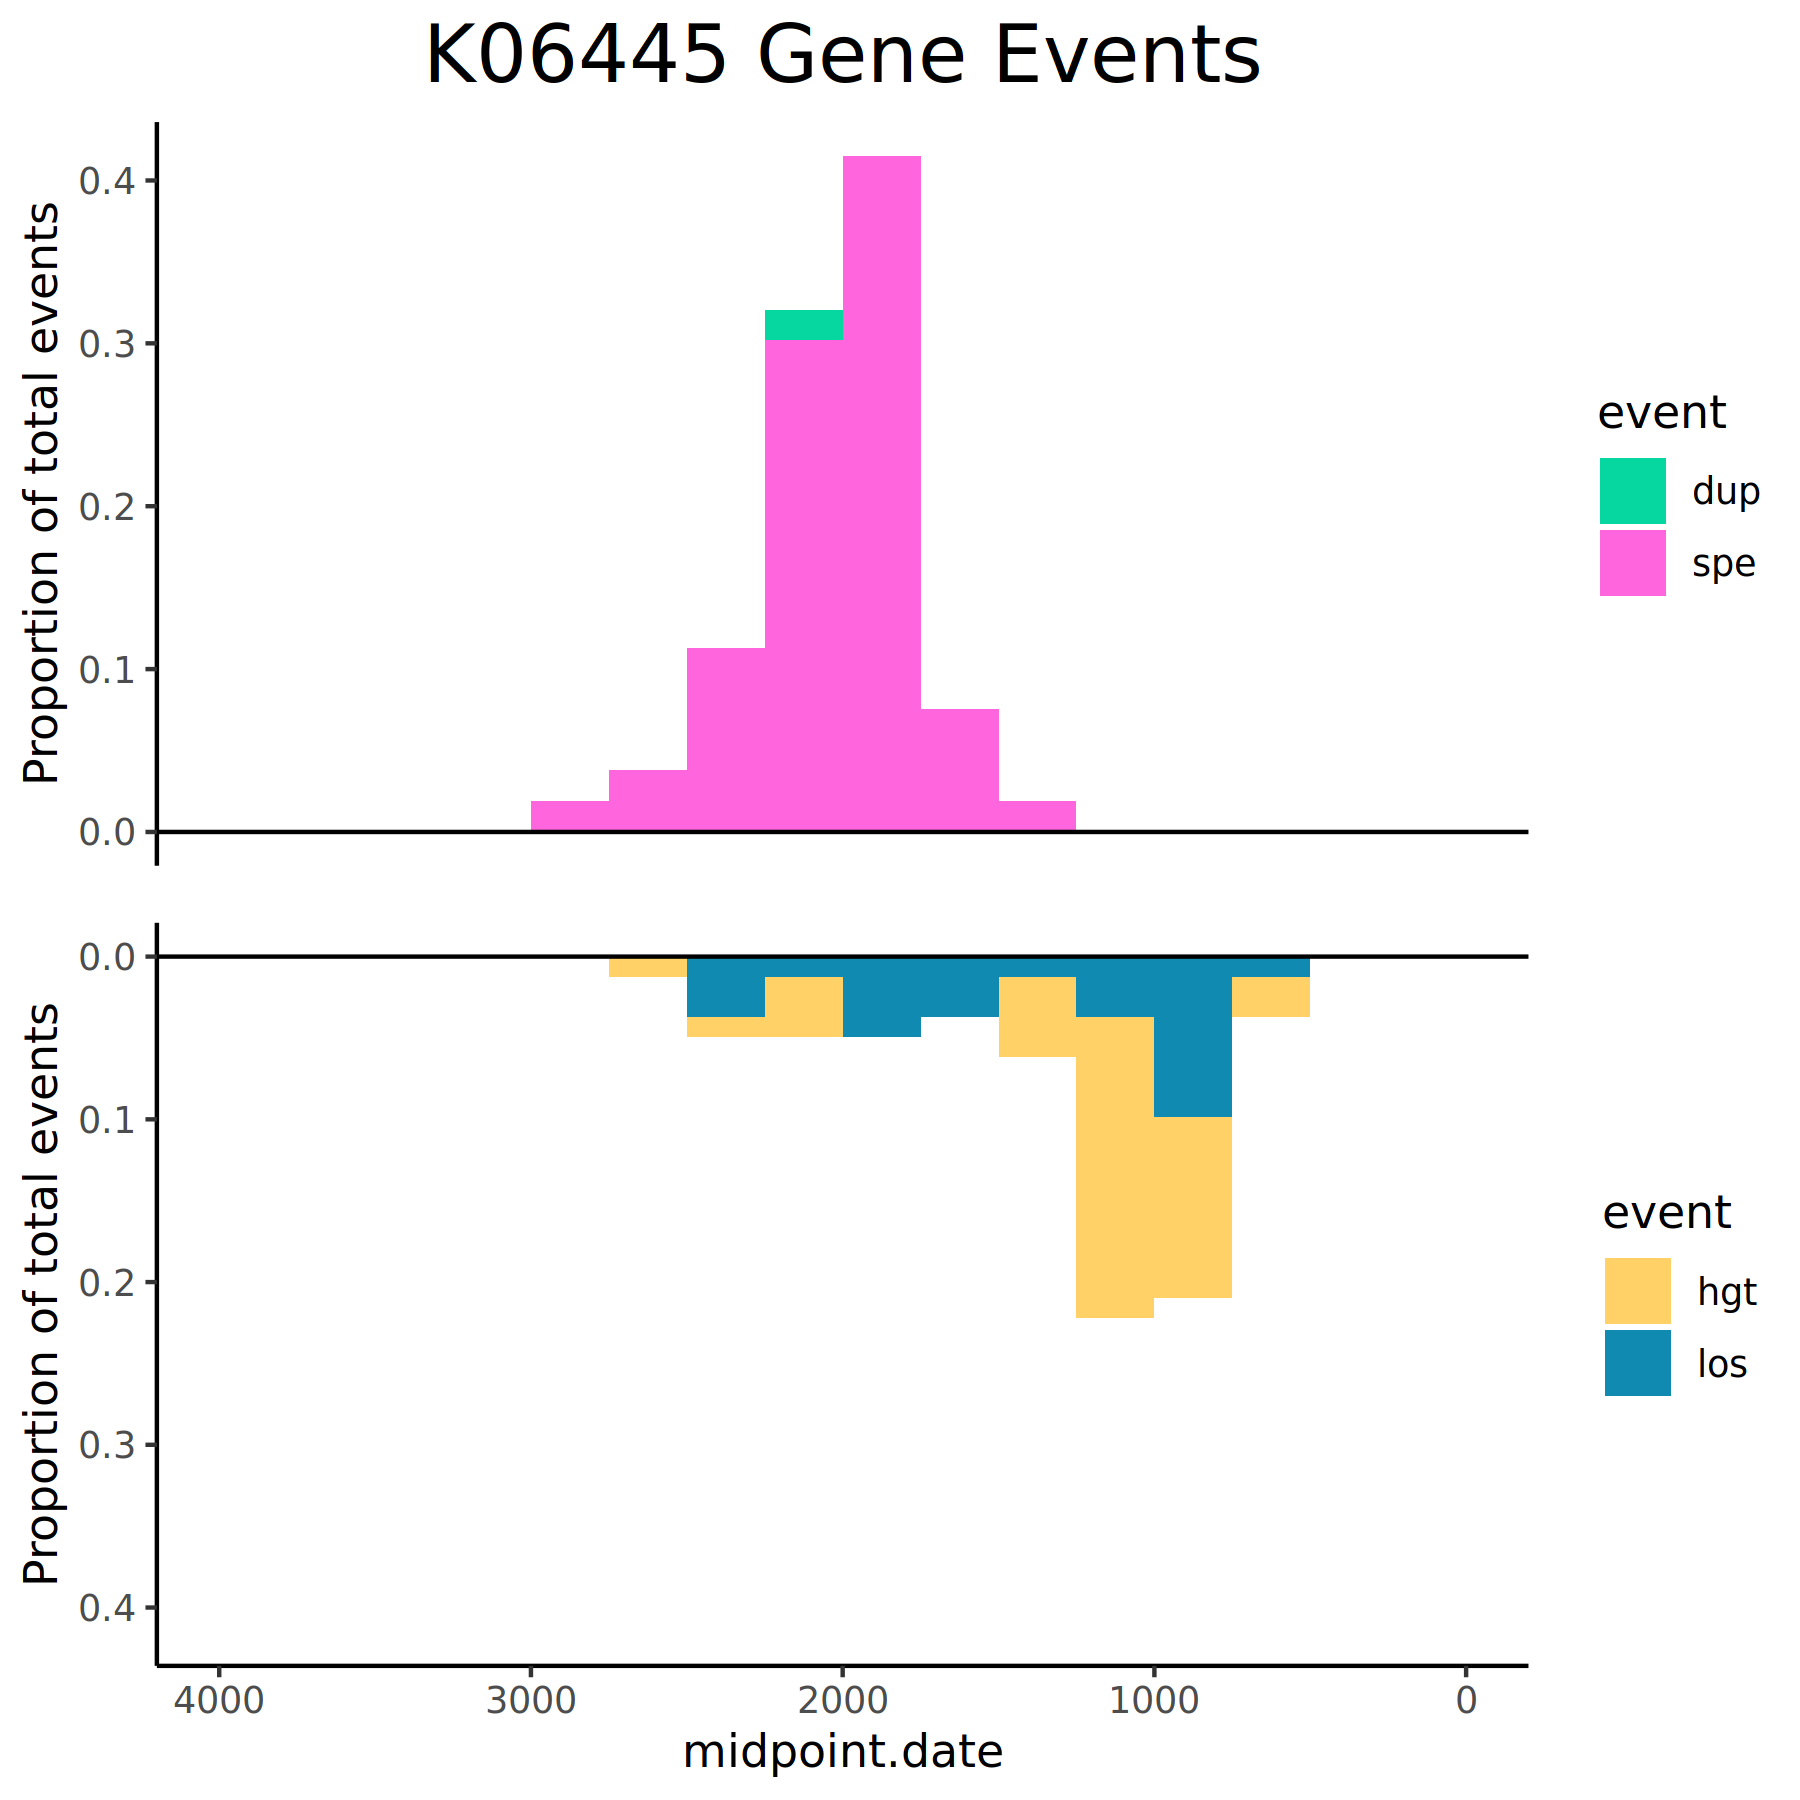 K06445 Gene Events
Proportion of total events
0.4
0.3
0.2
0.1
0.0
event
dup
spe
Proportion of total events
0.0
0.1
0.2
0.3
0.4
event
hgt
los
4000 3000 2000 1000 0
midpoint.date